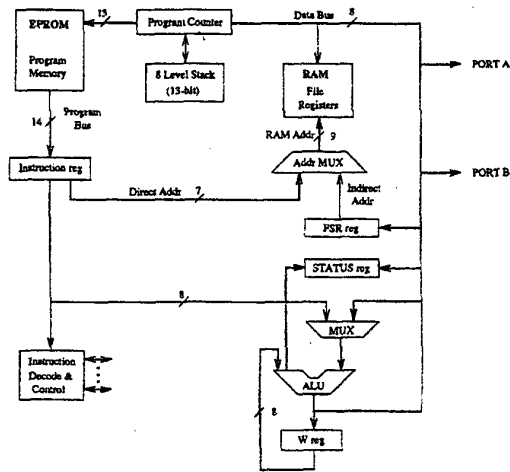 EPROM
Program
Memory
13
Program Counter
Data Bus
8
8 Level Stack
(13-bit)
RAM
File
Registers
PORT A
14
Program
Bus
RAM Addr
9
Instruction reg
Addr MUX
PORT B
Direct Addr
7
Indirect
Addr
FSR reg
STATUS reg
8
MUX
Instruction
Decode &
Control
ALU
8
W reg